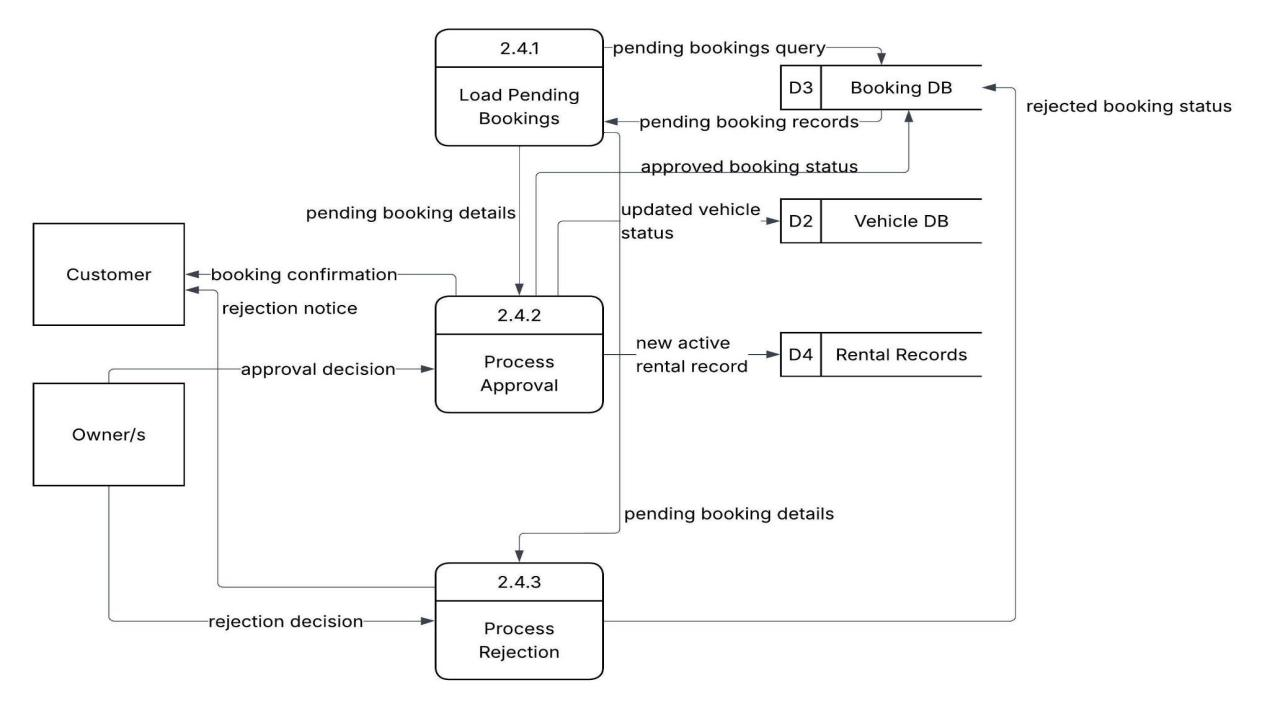 2.4.1
Load Pending
Bookings
pending bookings query
D3
Booking DB
rejected booking status
pending booking records
approved booking status
pending booking details
updated vehicle
status
D2
Vehicle DB
Customer
booking confirmation
rejection notice
2.4.2
Process
Approval
new active
rental record
D4
Rental Records
approval decision
Owner/s
pending booking details
2.4.3
Process
Rejection
rejection decision